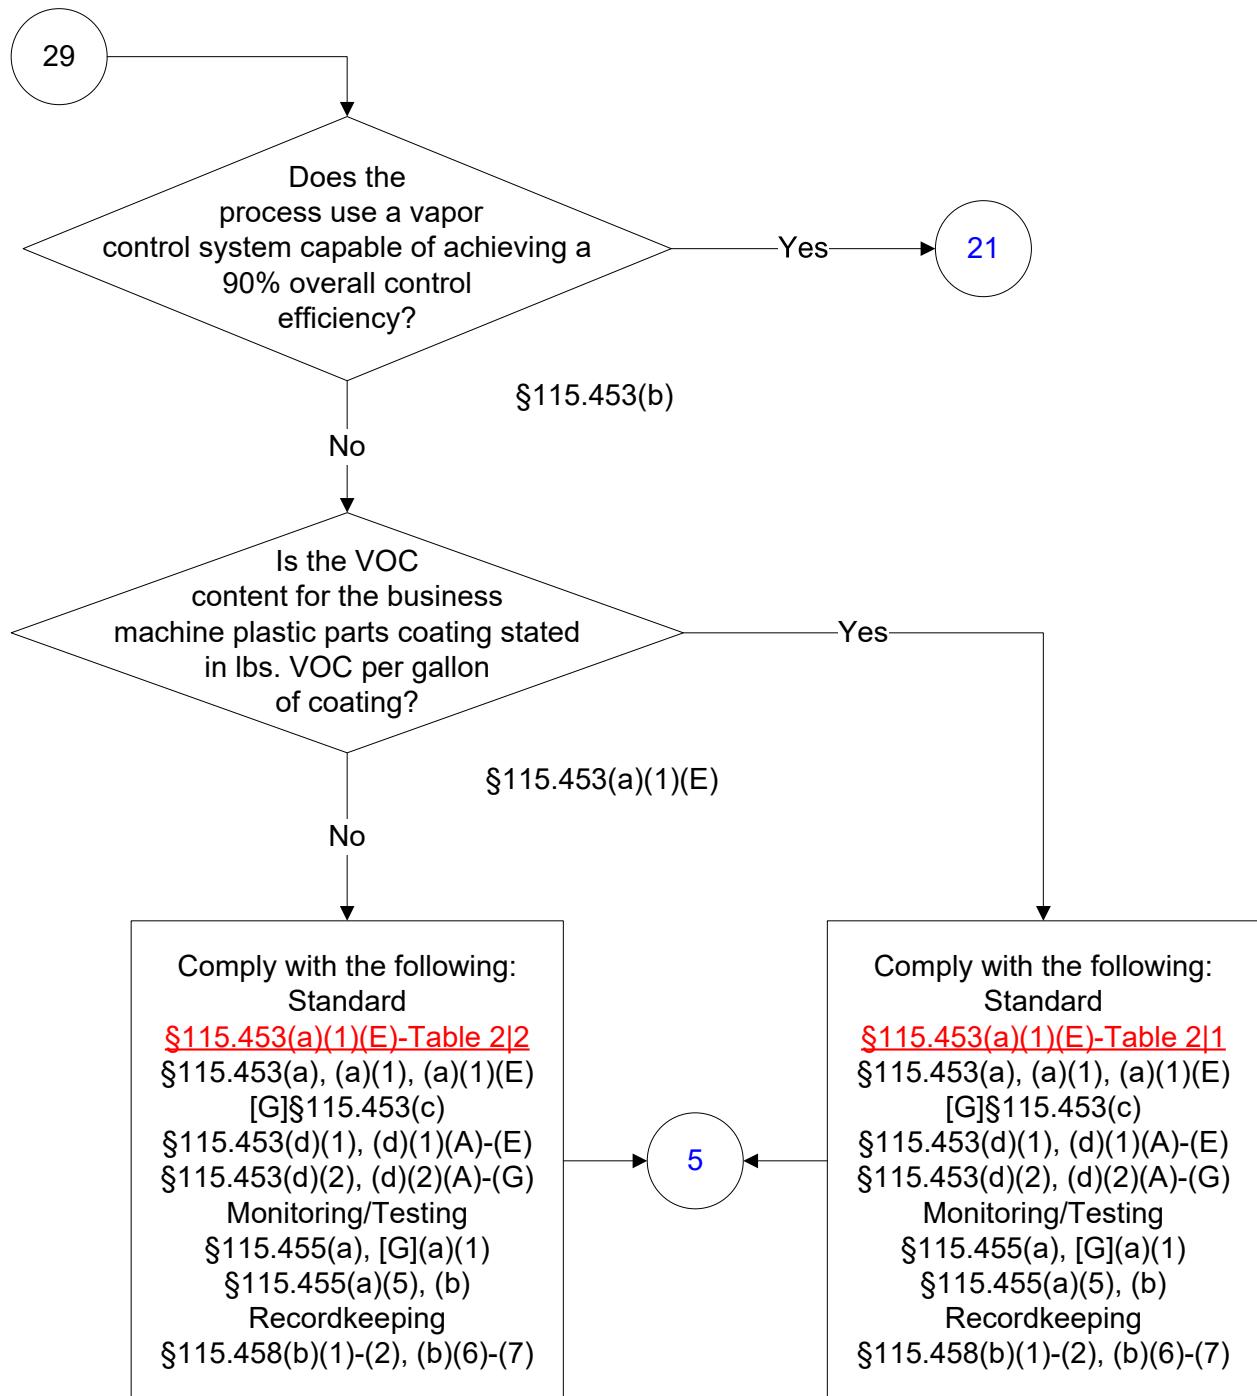 29
Does the
process use a vapor
control system capable of achieving a
90% overall control
efficiency?
Yes
21
§115.453(b)
No
Is the VOC
content for the business
machine plastic parts coating stated
in lbs. VOC per gallon
of coating?
Yes
§115.453(a)(1)(E)
No
Comply with the following:
Standard
§115.453(a)(1)(E)-Table 2|2
§115.453(a), (a)(1), (a)(1)(E)
[G]§115.453(c)
§115.453(d)(1), (d)(1)(A)-(E)
§115.453(d)(2), (d)(2)(A)-(G)
Monitoring/Testing
§115.455(a), [G](a)(1)
§115.455(a)(5), (b)
Recordkeeping
§115.458(b)(1)-(2), (b)(6)-(7)
5
Comply with the following:
Standard
§115.453(a)(1)(E)-Table 2|1
§115.453(a), (a)(1), (a)(1)(E)
[G]§115.453(c)
§115.453(d)(1), (d)(1)(A)-(E)
§115.453(d)(2), (d)(2)(A)-(G)
Monitoring/Testing
§115.455(a), [G](a)(1)
§115.455(a)(5), (b)
Recordkeeping
§115.458(b)(1)-(2), (b)(6)-(7)